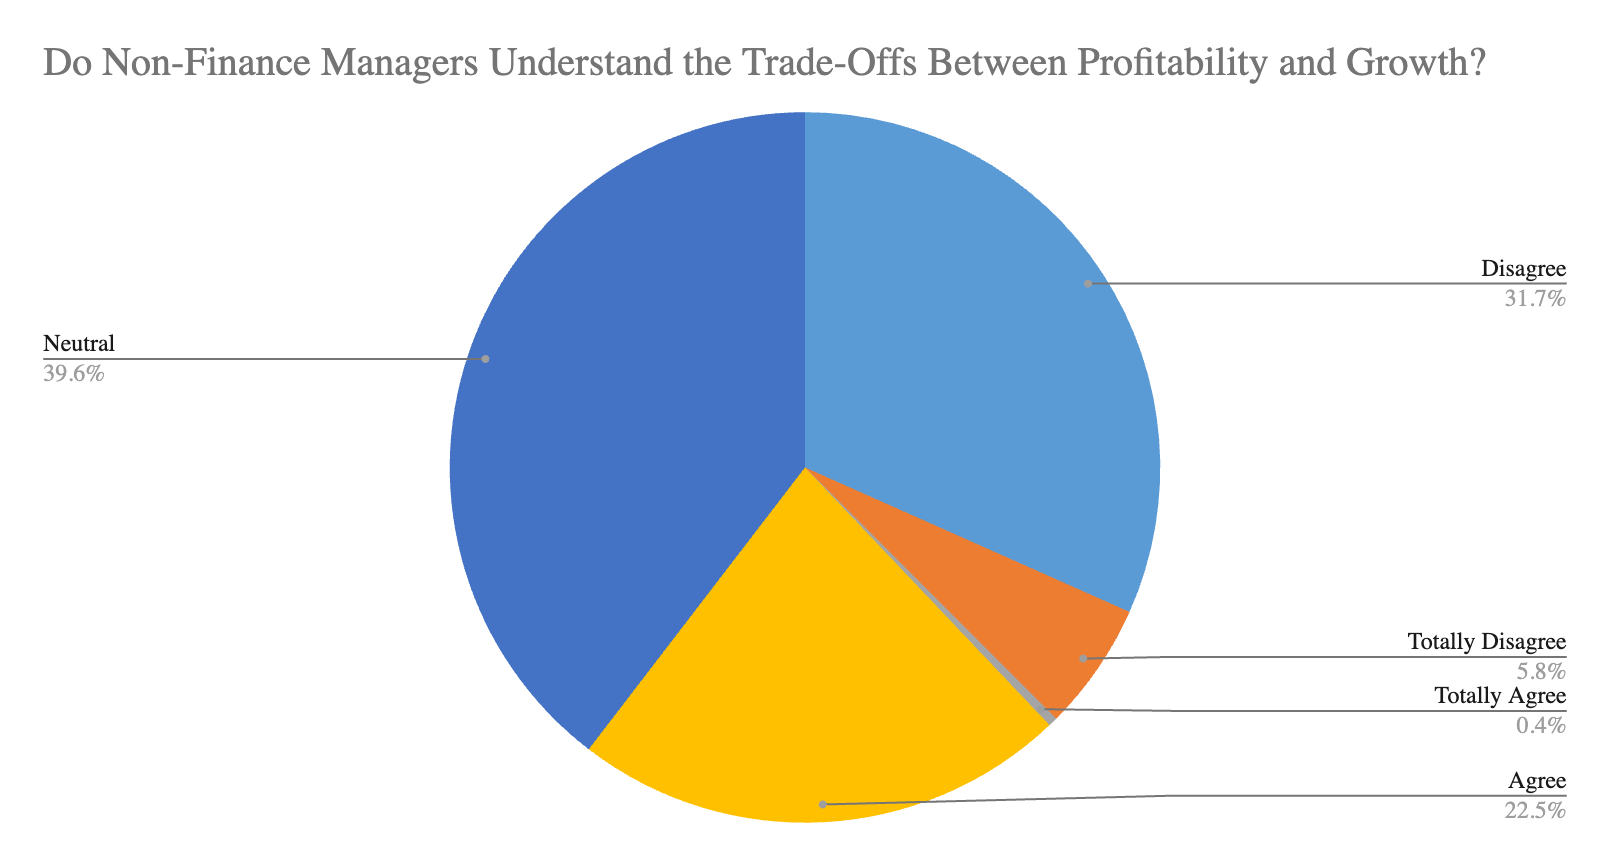 Do Non-Finance Managers Understand the Trade-Offs Between Profitability and Growth?
Disagree
31.7%
Neutral
39.6%
Totally Disagree
5.8%
Totally Agree
0.4%
Agree
22.5%